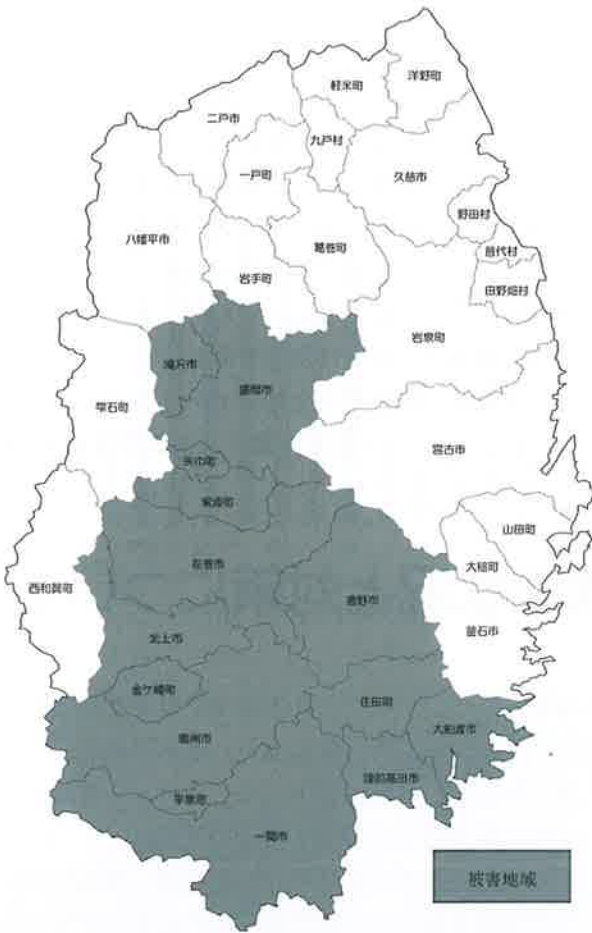 洋野町
軽米町
二戸市
九戸村
一戸町
久慈市
野田村
八幡平市
葛巻町
普代村
岩手町
田野畑村
岩泉町
滝沢市
盛岡市
雫石町
宮古市
矢巾町
紫波町
山田町
大槌町
花巻市
西和賀町
遠野市
釜石市
北上市
金ケ崎町
住田町
大船渡市
奥州市
陸前高田市
平泉町
一関市
被害地域